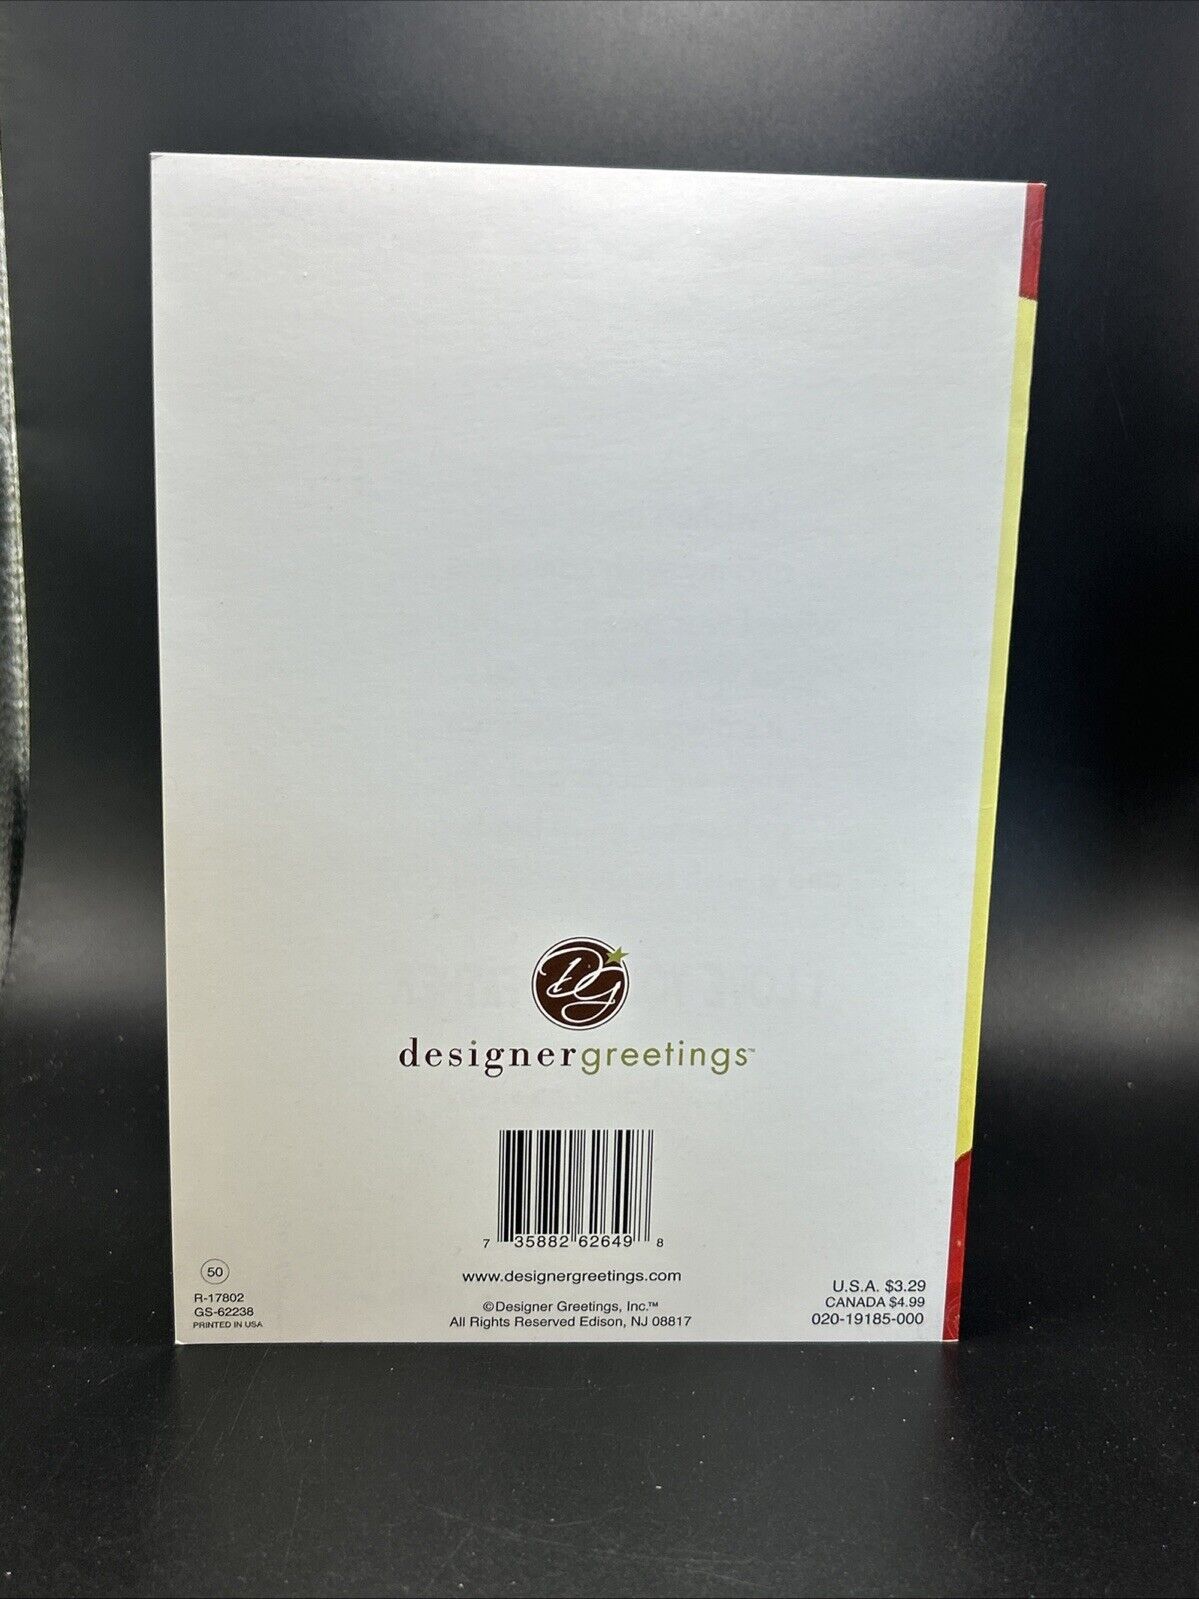 DG
designergreetings™
7 35882 62649 8
www.designergreetings.com
©Designer Greetings, Inc.™
All Rights Reserved Edison, NJ 08817
50
R-17802
GS-62238
PRINTED IN USA
U.S.A. $3.29
CANADA $4.99
020-19185-000